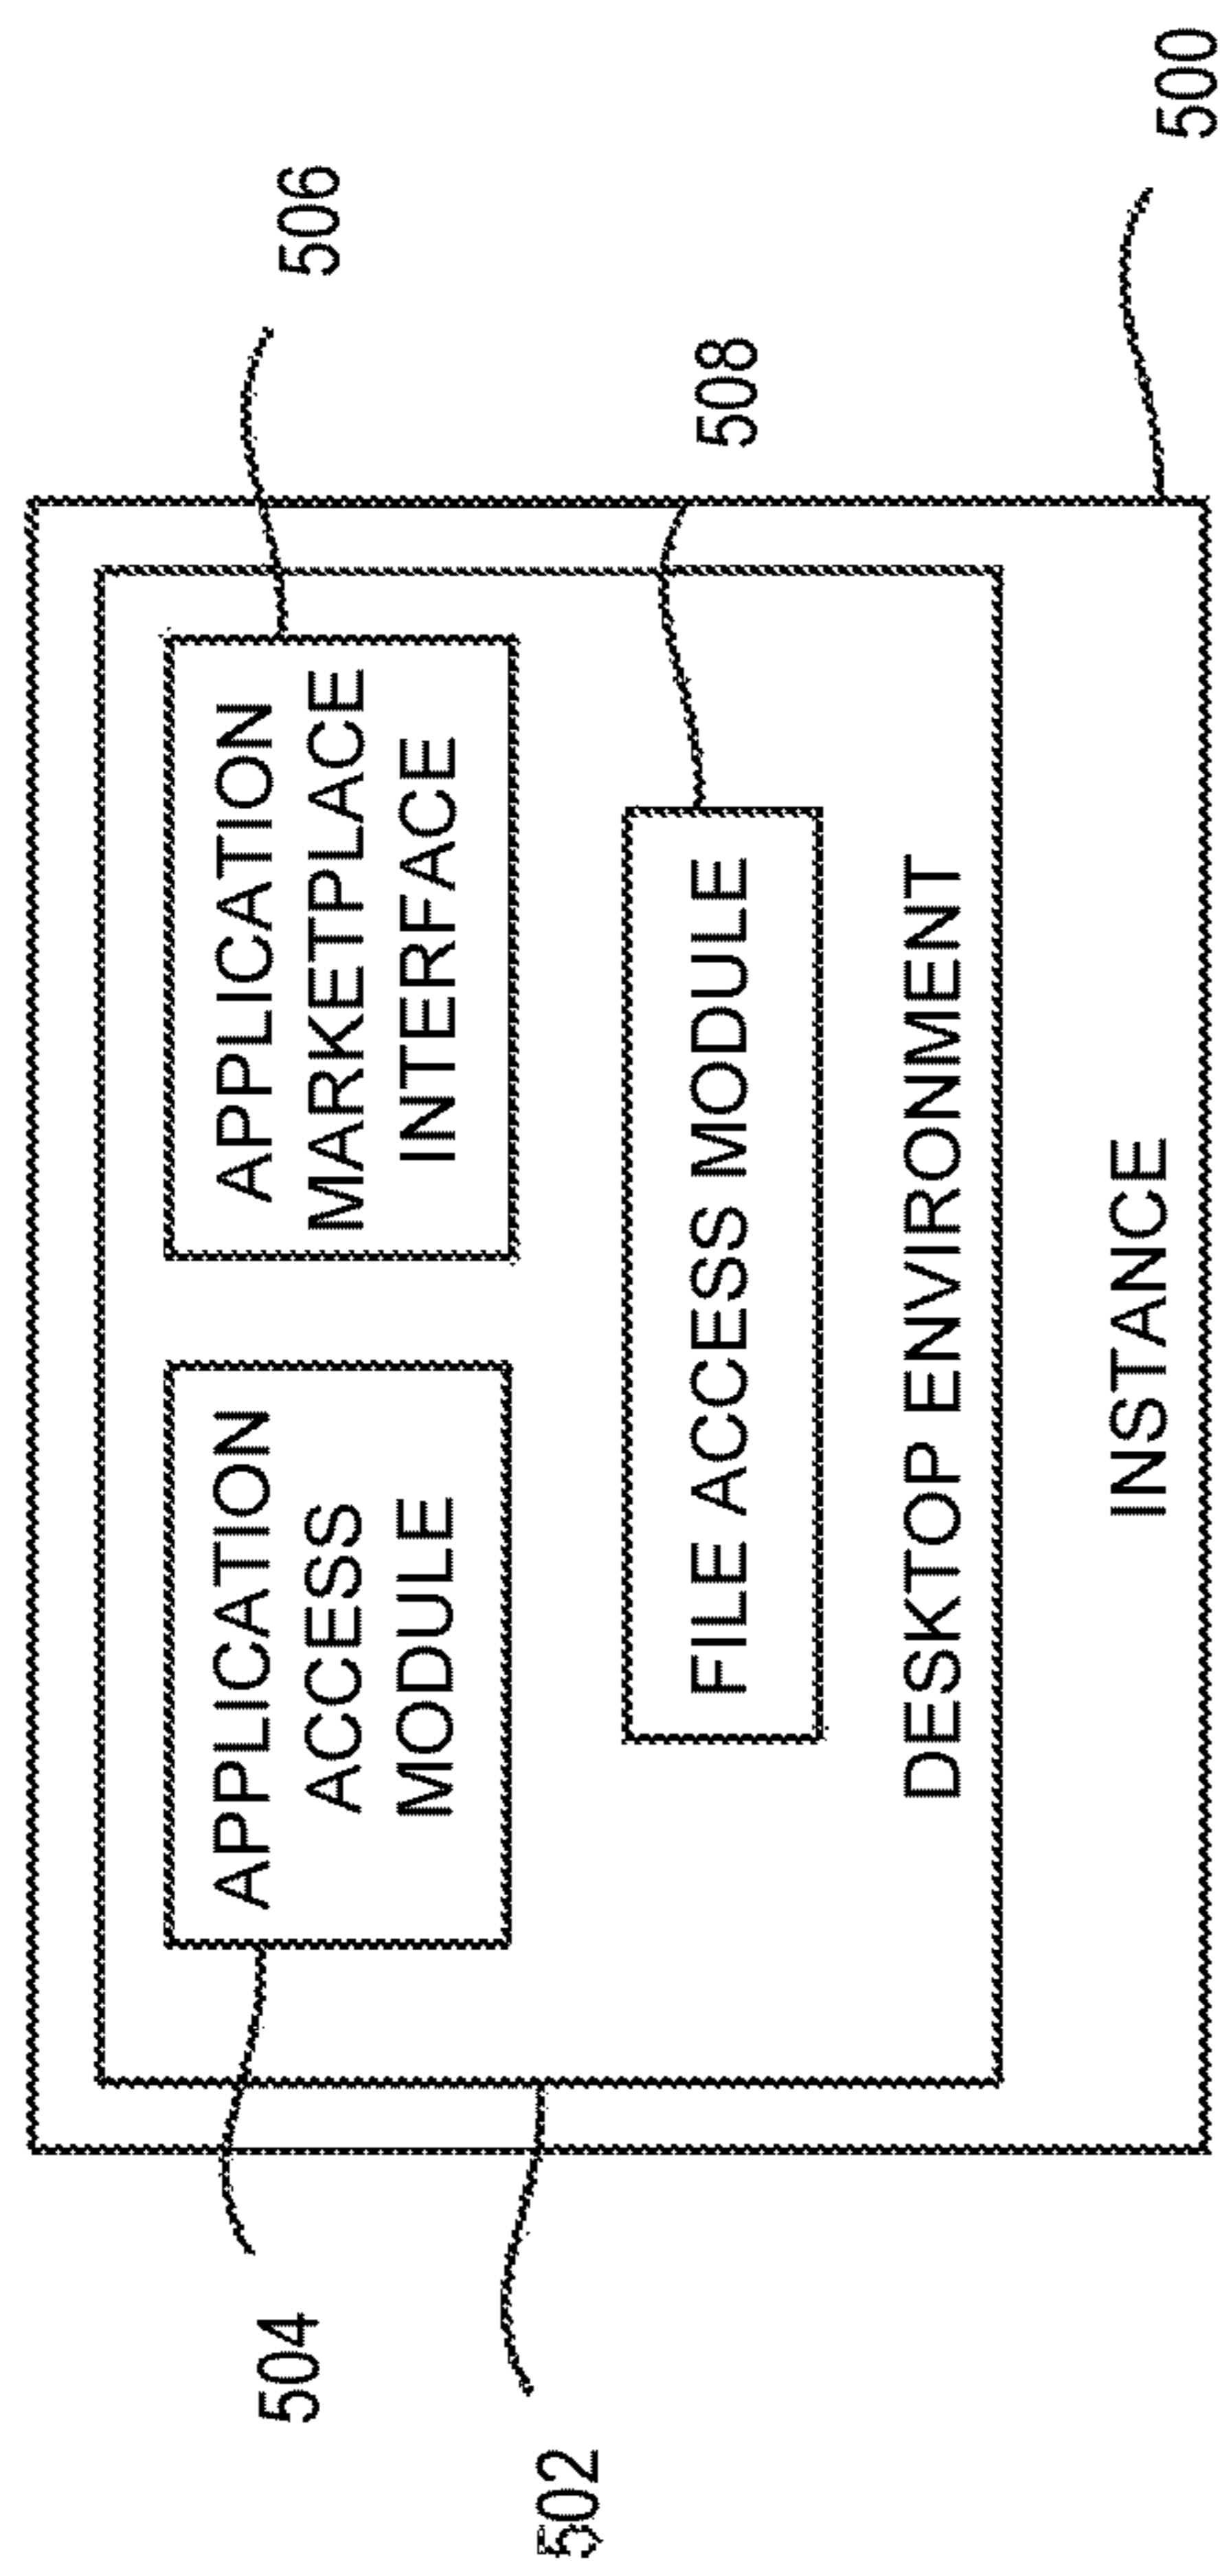 506
508
500
APPLICATION
ACCESS
MODULE
APPLICATION
MARKETPLACE
INTERFACE
FILE ACCESS MODULE
DESKTOP ENVIRONMENT
INSTANCE
504
502